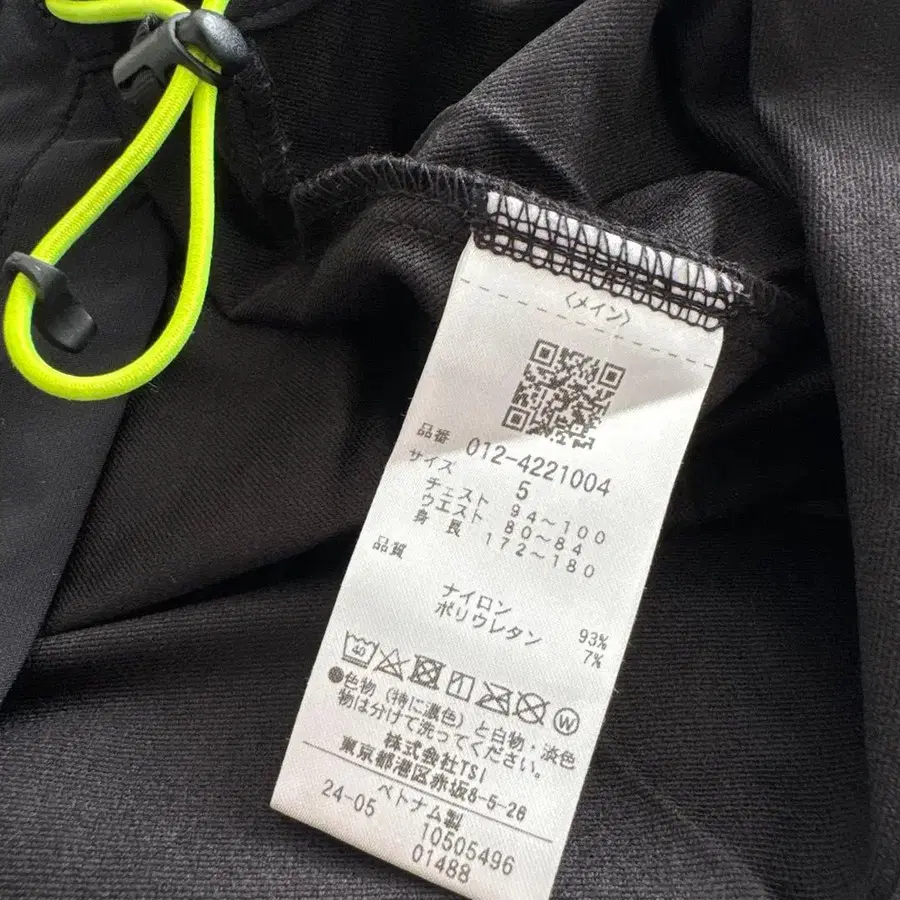 〈メイン〉
品番 012-4221004
サイズ 5
チェスト 94～100
ウエスト 80～84
身長 172～180
品質
ナイロン 93%
ポリウレタン 7%
40
W
●色物（特に濃色）と白物・淡色
物は分けて洗ってください。
株式会社TSI
東京都港区赤坂8-5-26
ベトナム製
24-05 10505496
01488